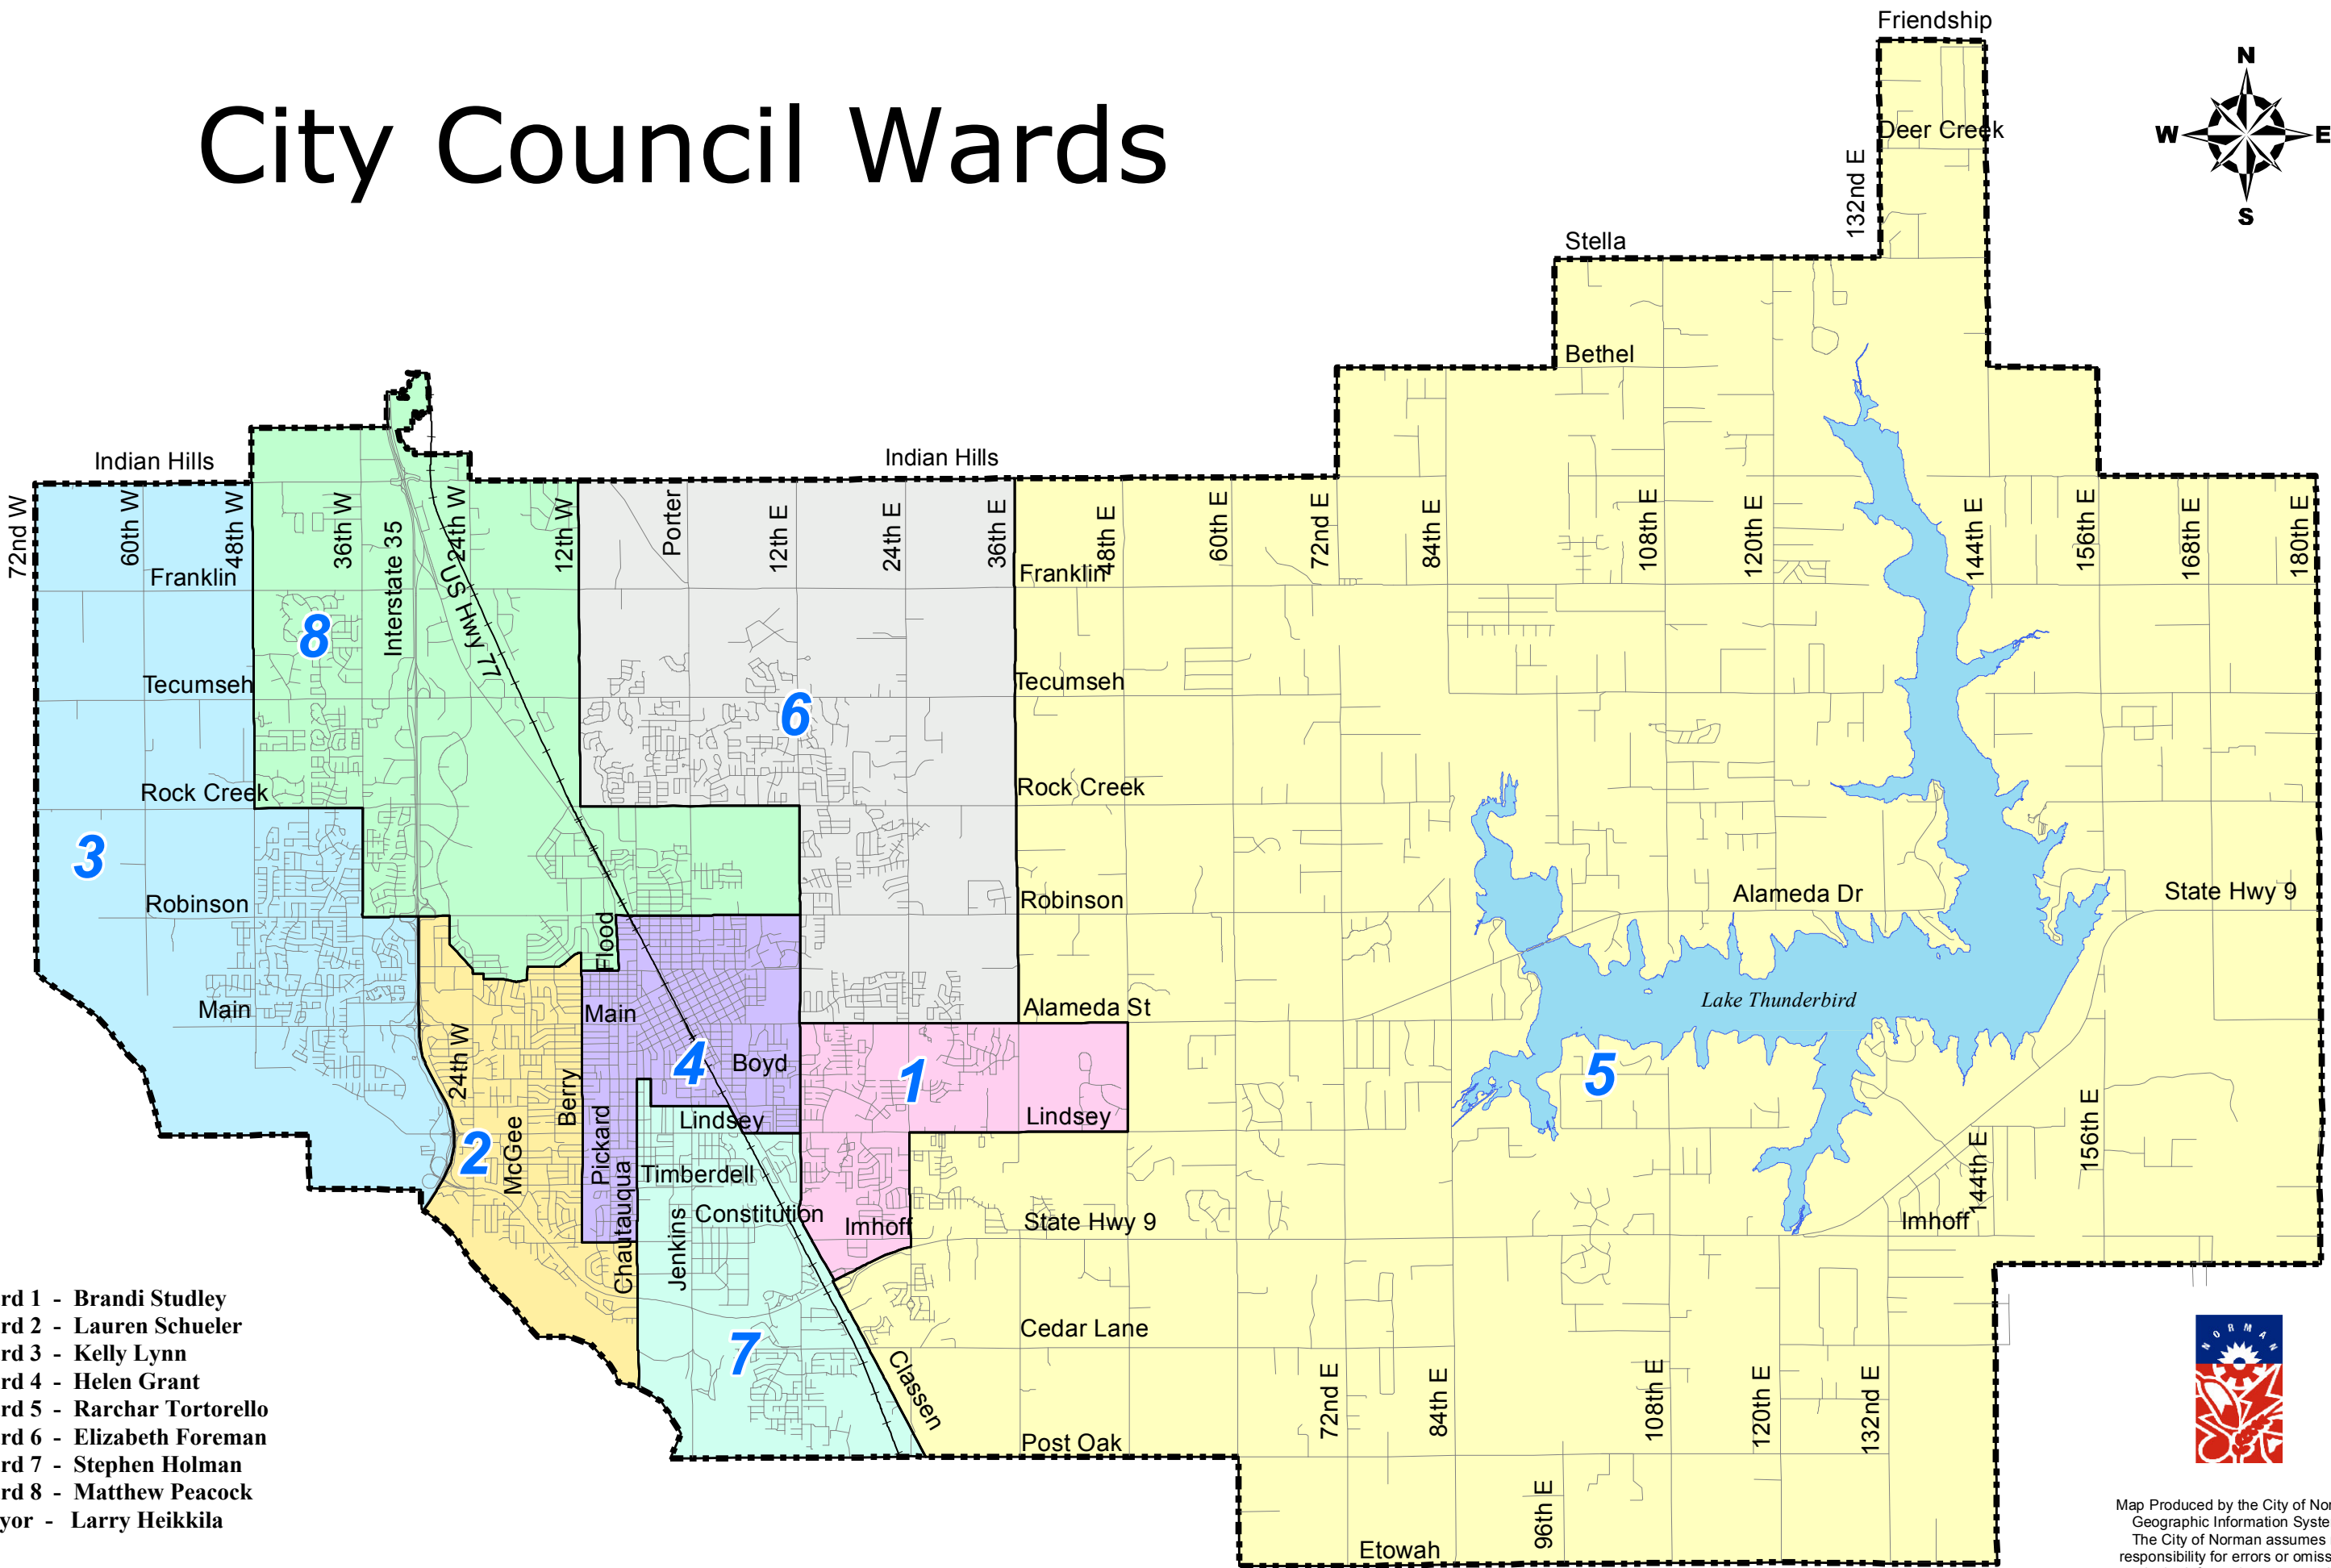 City Council Wards
N
W E
S
Friendship
Deer Creek
132nd E
Stella
Bethel
Indian Hills
Indian Hills
72nd W
60th W
48th W
36th W
Interstate 35
24th W
US Hwy 77
12th W
Porter
12th E
24th E
36th E
48th E
60th E
72nd E
84th E
108th E
120th E
144th E
156th E
168th E
180th E
Franklin
Franklin
8
Tecumseh
Tecumseh
6
Rock Creek
Rock Creek
3
Robinson
Robinson
Alameda Dr
State Hwy 9
Flood
Main
Main
Alameda St
Lake Thunderbird
24th W
4
Boyd
1
5
Berry
McGee
Pickard
Lindsey
Lindsey
2
Timberdell
Chautauqua
Constitution
Jenkins
Imhoff
State Hwy 9
Imhoff
144th E
156th E
Cedar Lane
7
Classen
72nd E
84th E
108th E
120th E
132nd E
Post Oak
96th E
Etowah
rd 1 - Brandi Studley
rd 2 - Lauren Schueler
rd 3 - Kelly Lynn
rd 4 - Helen Grant
rd 5 - Rarchar Tortorello
rd 6 - Elizabeth Foreman
rd 7 - Stephen Holman
rd 8 - Matthew Peacock
yor - Larry Heikkila
NORMAN
Map Produced by the City of Nor
Geographic Information Syste
The City of Norman assumes
responsibility for errors or omiss